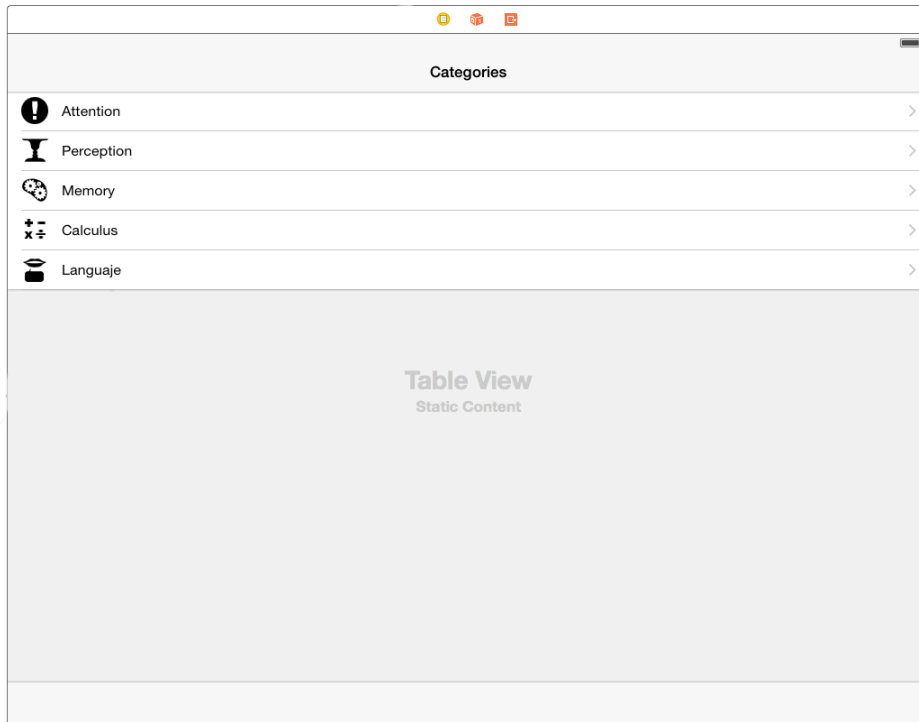 Categories
Attention
Perception
Memory
Calculus
Languaje
Table View
Static Content